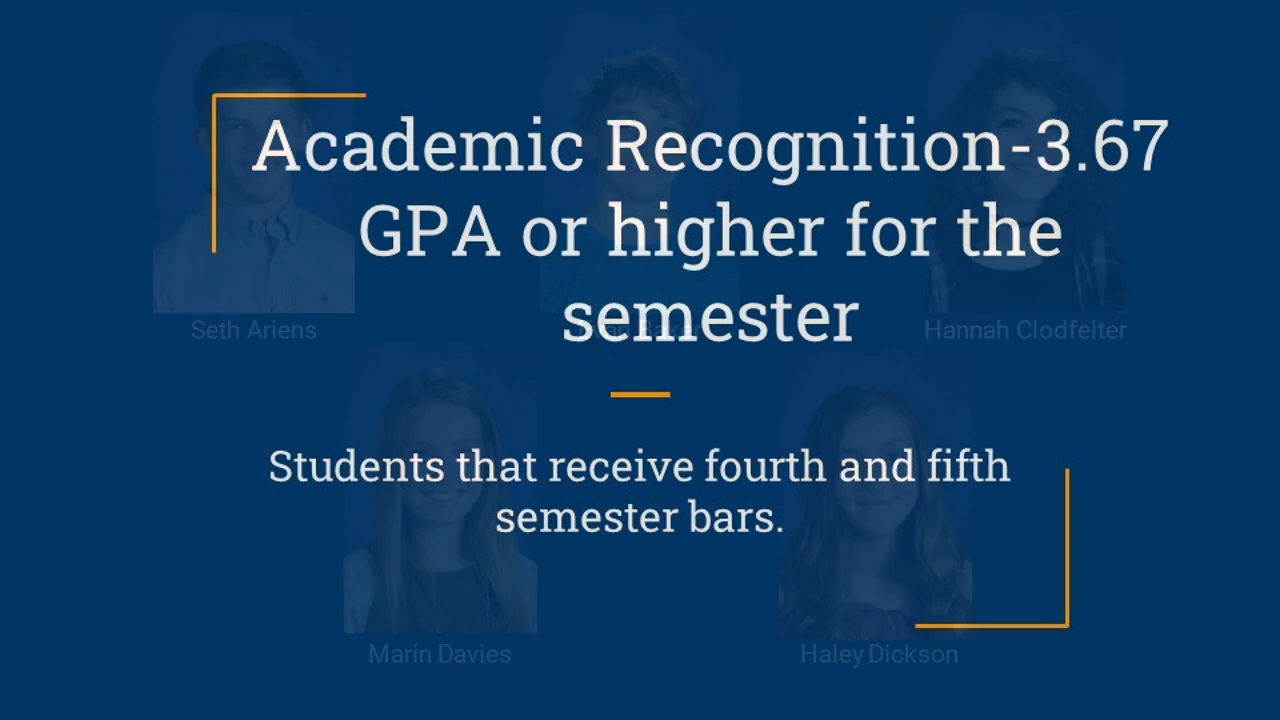 Academic Recognition-3.67
GPA or higher for the
semester
Seth Ariens
Baker
Hannah Clodfelter
Students that receive fourth and fifth
semester bars.
Marin Davies
Haley Dickson